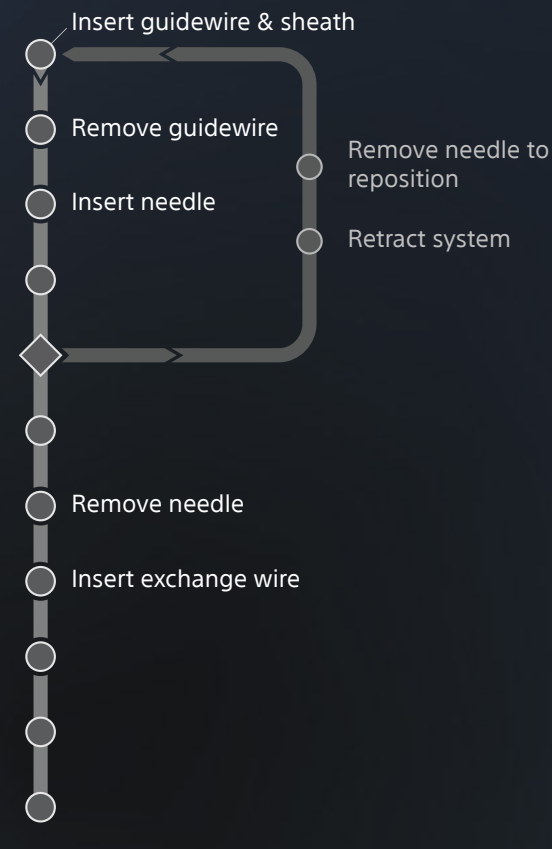 Insert guidewire & sheath
Remove guidewire
Remove needle to
reposition
Insert needle
Retract system
Remove needle
Insert exchange wire